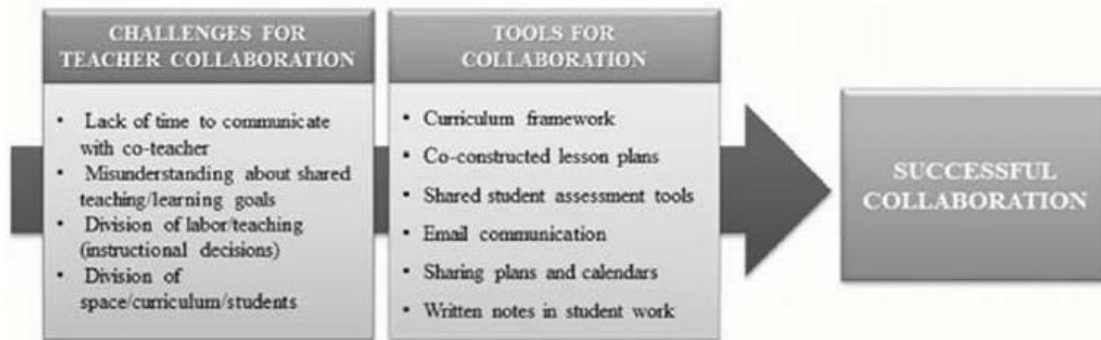 CHALLENGES FOR
TEACHER COLLABORATION
• Lack of time to communicate
with co-teacher
• Misunderstanding about shared
teaching/learning goals
• Division of labor/teaching
(instructional decisions)
• Division of
space/curriculum/students
TOOLS FOR
COLLABORATION
• Curriculum framework
• Co-constructed lesson plans
• Shared student assessment tools
• Email communication
• Sharing plans and calendars
• Written notes in student work
SUCCESSFUL
COLLABORATION